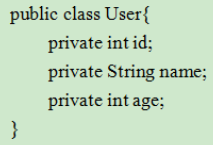 public class User{
private int id;
private String name;
private int age;
}